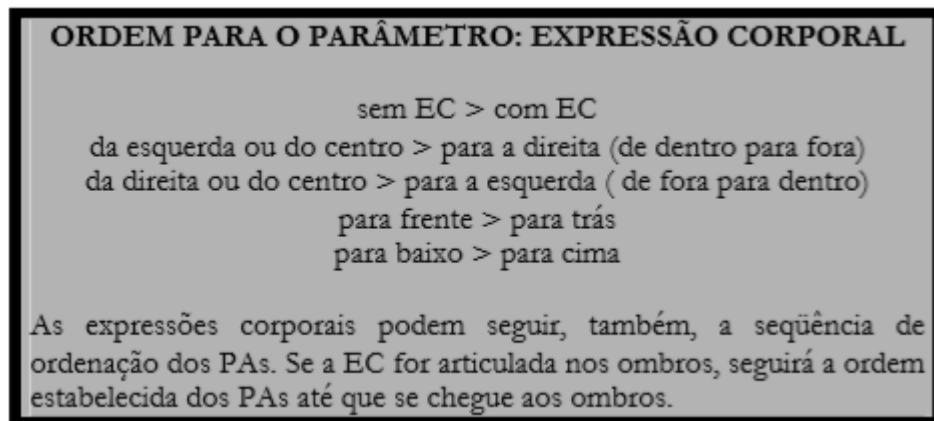 ORDEM PARA O PARÂMETRO: EXPRESSÃO CORPORAL
sem EC > com EC
da esquerda ou do centro > para a direita (de dentro para fora)
da direita ou do centro > para a esquerda ( de fora para dentro)
para frente > para trás
para baixo > para cima
As expressões corporais podem seguir, também, a seqüência de
ordenação dos PAs. Se a EC for articulada nos ombros, seguirá a ordem
estabelecida dos PAs até que se chegue aos ombros.